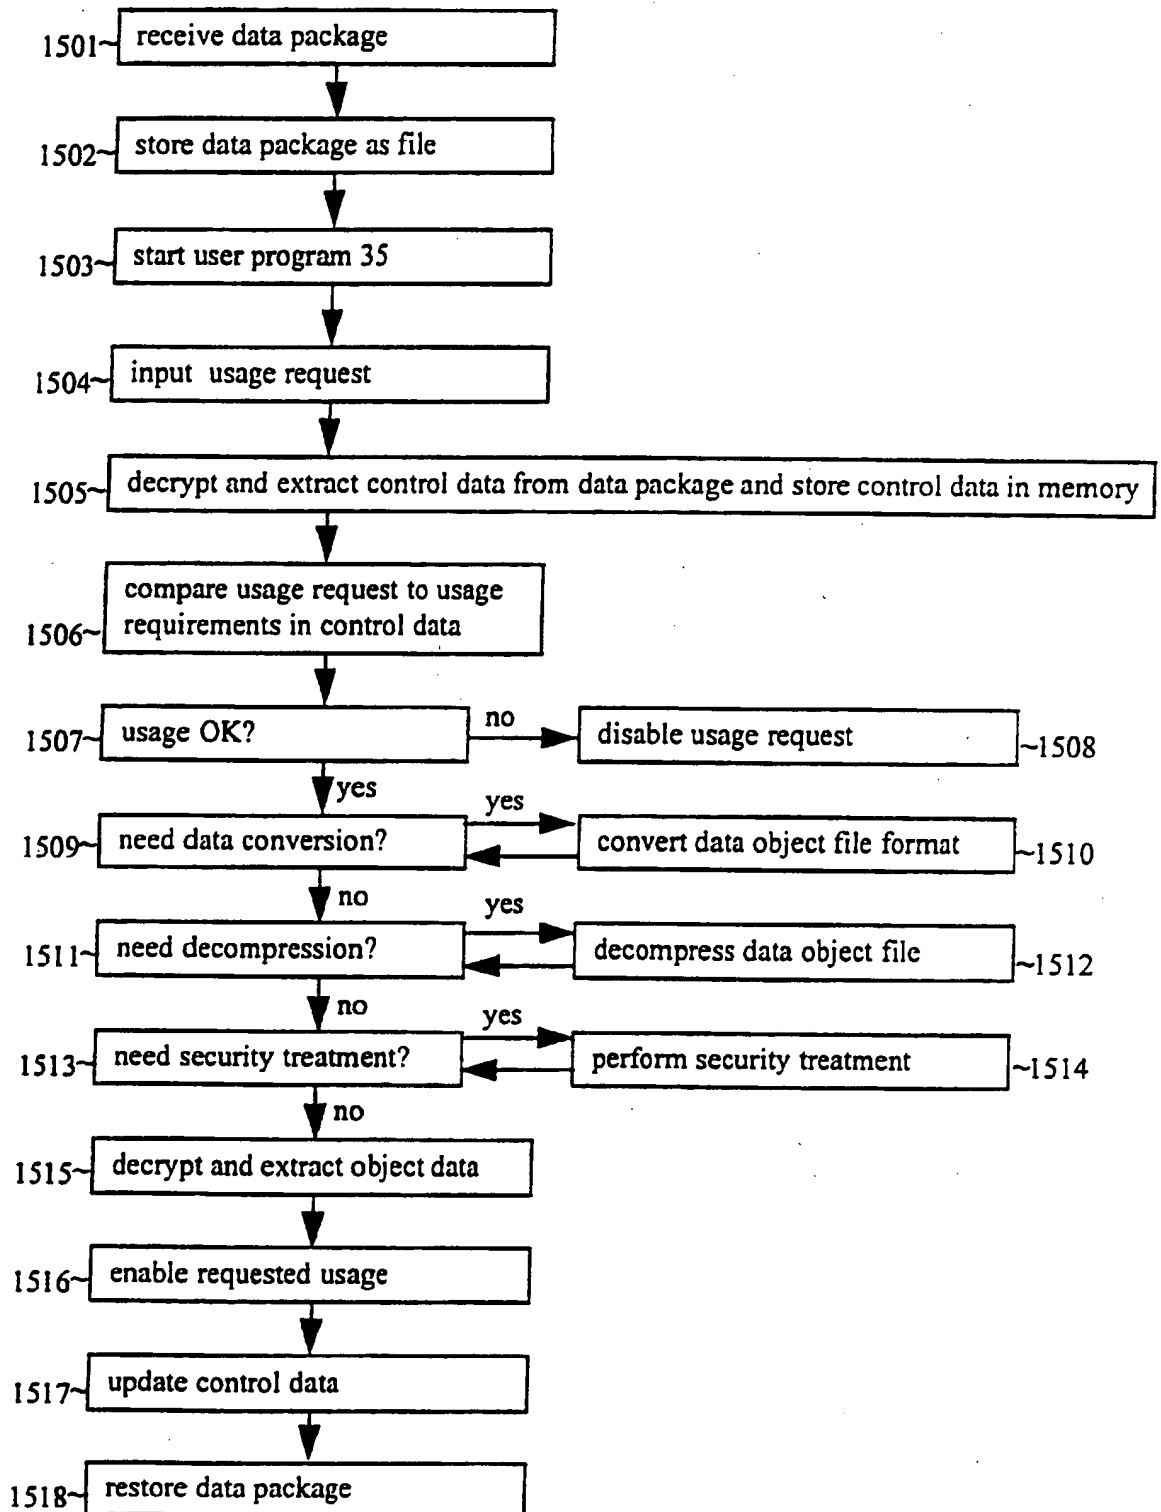 1501~ receive data package
1502~ store data package as file
1503~ start user program 35
1504~ input usage request
1505~ decrypt and extract control data from data package and store control data in memory
compare usage request to usage
1506~ requirements in control data
1507~ usage OK?
no
disable usage request ~1508
yes
1509~ need data conversion?
yes
convert data object file format ~1510
no
1511~ need decompression?
yes
decompress data object file ~1512
no
1513~ need security treatment?
yes
perform security treatment ~1514
no
1515~ decrypt and extract object data
1516~ enable requested usage
1517~ update control data
1518~ restore data package